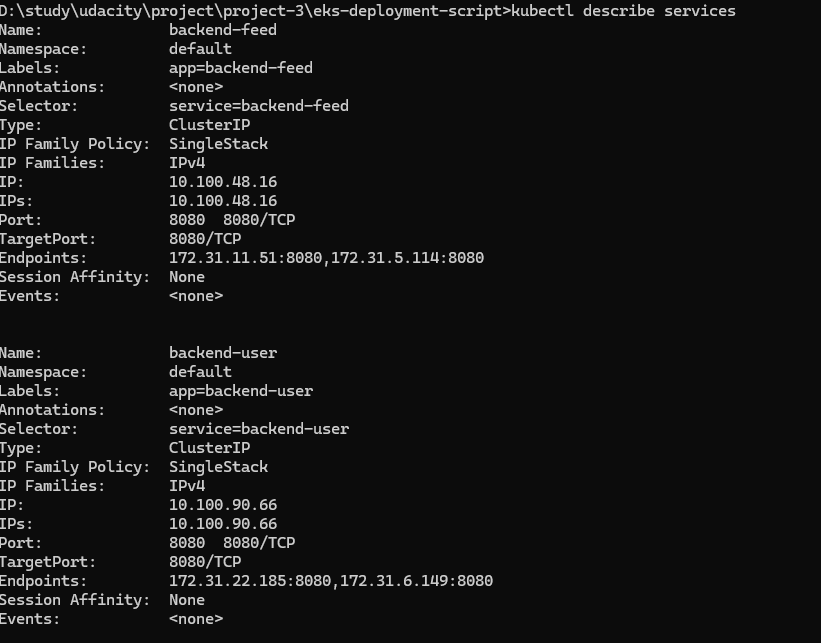 D:\study\udacity\project\project-3\eks-deployment-script>kubectl describe services
Name:              backend-feed
Namespace:         default
Labels:            app=backend-feed
Annotations:       <none>
Selector:          service=backend-feed
Type:              ClusterIP
IP Family Policy:  SingleStack
IP Families:       IPv4
IP:                10.100.48.16
IPs:               10.100.48.16
Port:              8080  8080/TCP
TargetPort:        8080/TCP
Endpoints:         172.31.11.51:8080,172.31.5.114:8080
Session Affinity:  None
Events:            <none>
Name:              backend-user
Namespace:         default
Labels:            app=backend-user
Annotations:       <none>
Selector:          service=backend-user
Type:              ClusterIP
IP Family Policy:  SingleStack
IP Families:       IPv4
IP:                10.100.90.66
IPs:               10.100.90.66
Port:              8080  8080/TCP
TargetPort:        8080/TCP
Endpoints:         172.31.22.185:8080,172.31.6.149:8080
Session Affinity:  None
Events:            <none>